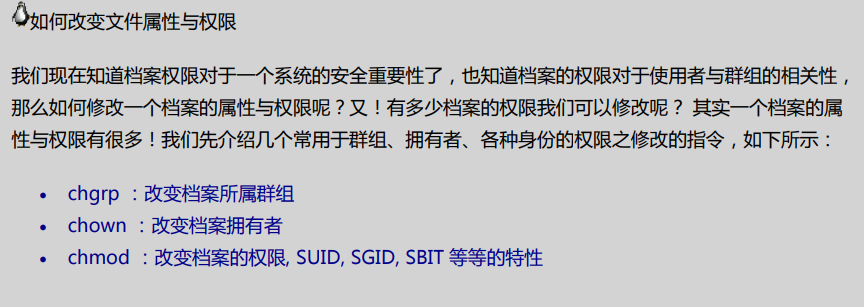 如何改变文件属性与权限
我们现在知道档案权限对于一个系统的安全重要性了，也知道档案的权限对于使用者与群组的相关性，
那么如何修改一个档案的属性与权限呢？又！有多少档案的权限我们可以修改呢？ 其实一个档案的属
性与权限有很多！我们先介绍几个常用于群组、拥有者、各种身份的权限之修改的指令，如下所示：
• chgrp ：改变档案所属群组
• chown ：改变档案拥有者
• chmod ：改变档案的权限, SUID, SGID, SBIT 等等的特性